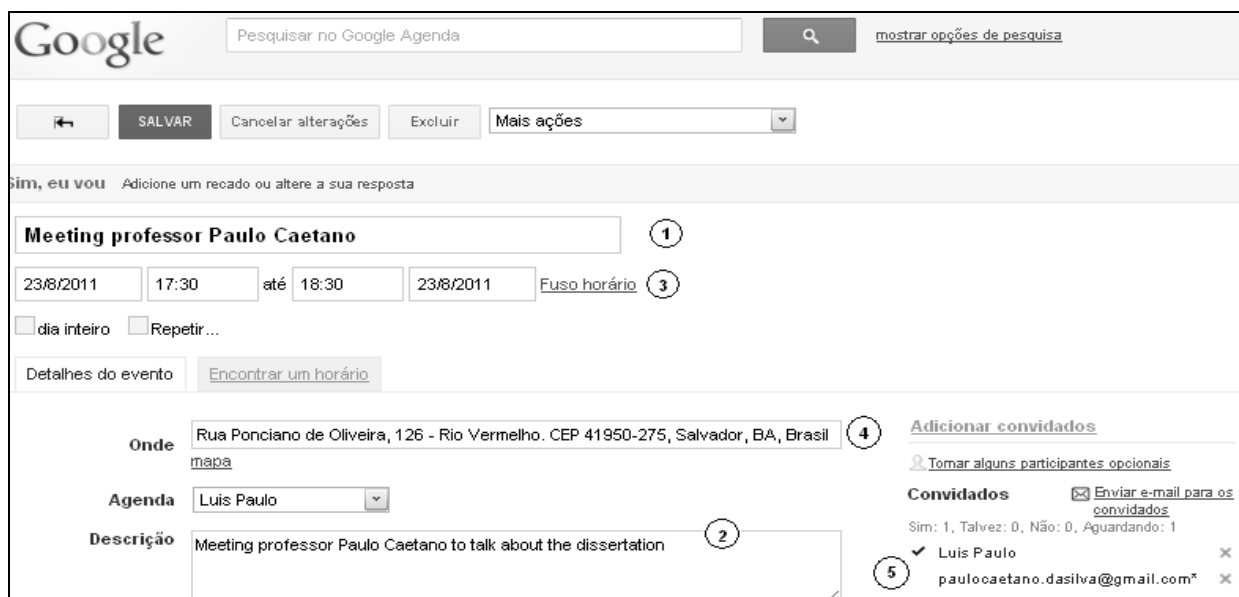 Google Pesquisar no Google Agenda mostrar opções de pesquisa
SALVAR Cancelar alterações Excluir Mais ações
Sim, eu vou Adicione um recado ou altere a sua resposta
Meeting professor Paulo Caetano 1
23/8/2011 17:30 até 18:30 23/8/2011 Fuso horário 3
dia inteiro Repetir...
Detalhes do evento Encontrar um horário
Onde Rua Ponciano de Oliveira, 126 - Rio Vermelho. CEP 41950-275, Salvador, BA, Brasil 4
mapa
Agenda Luis Paulo
Descrição Meeting professor Paulo Caetano to talk about the dissertation 2
Adicionar convidados
Tornar alguns participantes opcionais
Convidados Enviar e-mail para os
convidados
Sim: 1, Talvez: 0, Não: 0, Aguardando: 1
Luis Paulo
5 paulocaetano.dasilva@gmail.com*